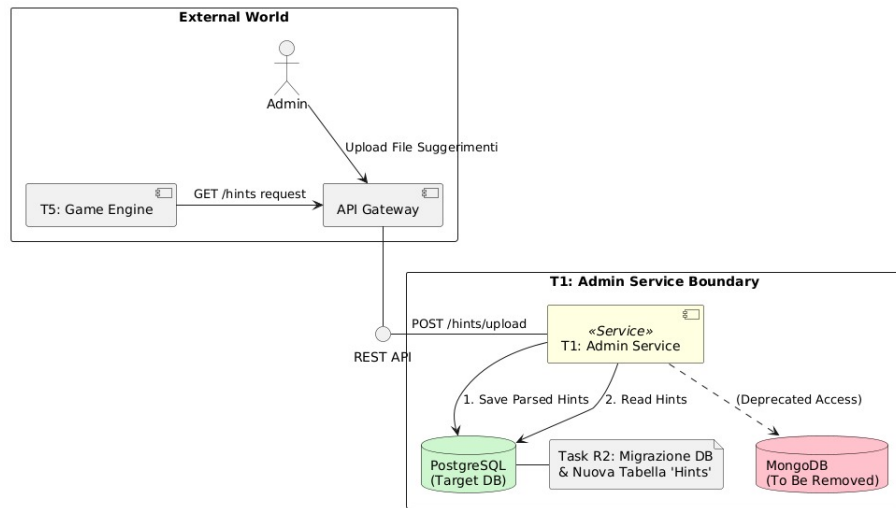 External World
Admin
Upload File Suggerimenti
GET /hints request
T5: Game Engine
API Gateway
T1: Admin Service Boundary
POST /hints/upload
«Service»
T1: Admin Service
REST API
1. Save Parsed Hints
2. Read Hints
(Deprecated Access)
PostgreSQL
(Target DB)
Task R2: Migrazione DB
& Nuova Tabella 'Hints'
MongoDB
(To Be Removed)